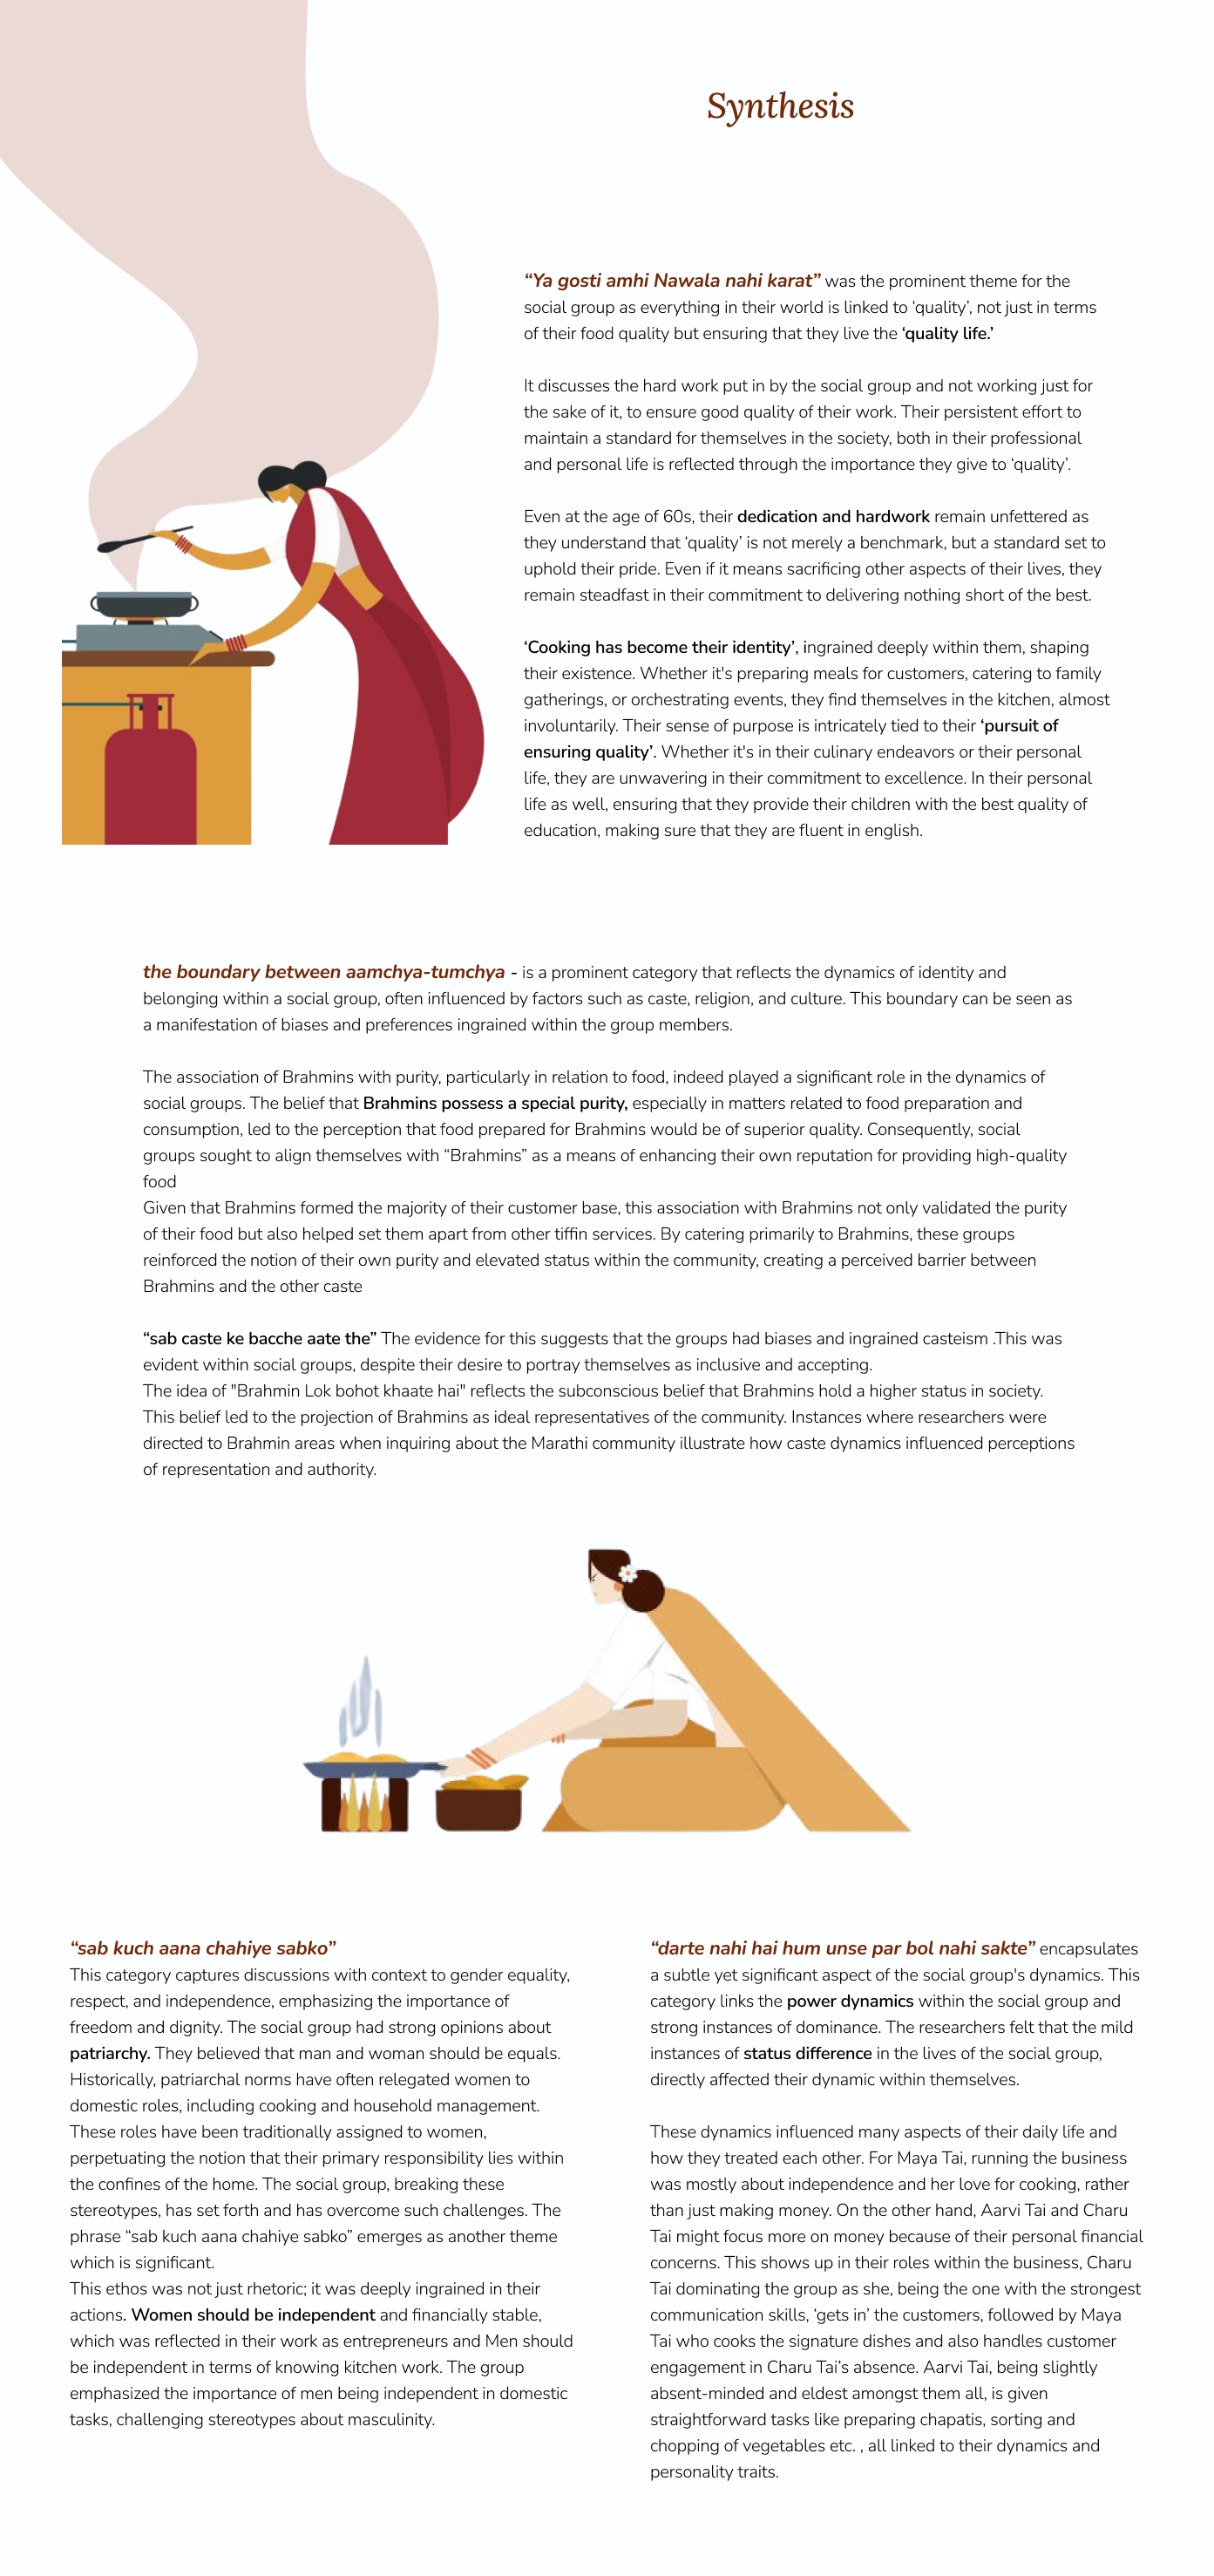 Synthesis
“Ya gosti amhi Nawala nahi karat” was the prominent theme for the
social group as everything in their world is linked to ‘quality’, not just in terms
of their food quality but ensuring that they live the ‘quality life.’
It discusses the hard work put in by the social group and not working just for
the sake of it, to ensure good quality of their work. Their persistent effort to
maintain a standard for themselves in the society, both in their professional
and personal life is reflected through the importance they give to ‘quality’.
Even at the age of 60s, their dedication and hardwork remain unfettered as
they understand that ‘quality’ is not merely a benchmark, but a standard set to
uphold their pride. Even if it means sacrificing other aspects of their lives, they
remain steadfast in their commitment to delivering nothing short of the best.
‘Cooking has become their identity’, ingrained deeply within them, shaping
their existence. Whether it's preparing meals for customers, catering to family
gatherings, or orchestrating events, they find themselves in the kitchen, almost
involuntarily. Their sense of purpose is intricately tied to their ‘pursuit of
ensuring quality’. Whether it's in their culinary endeavors or their personal
life, they are unwavering in their commitment to excellence. In their personal
life as well, ensuring that they provide their children with the best quality of
education, making sure that they are fluent in english.
the boundary between aamchya-tumchya - is a prominent category that reflects the dynamics of identity and
belonging within a social group, often influenced by factors such as caste, religion, and culture. This boundary can be seen as
a manifestation of biases and preferences ingrained within the group members.
The association of Brahmins with purity, particularly in relation to food, indeed played a significant role in the dynamics of
social groups. The belief that Brahmins possess a special purity, especially in matters related to food preparation and
consumption, led to the perception that food prepared for Brahmins would be of superior quality. Consequently, social
groups sought to align themselves with “Brahmins” as a means of enhancing their own reputation for providing high-quality
food
Given that Brahmins formed the majority of their customer base, this association with Brahmins not only validated the purity
of their food but also helped set them apart from other tiffin services. By catering primarily to Brahmins, these groups
reinforced the notion of their own purity and elevated status within the community, creating a perceived barrier between
Brahmins and the other caste
“sab caste ke bacche aate the” The evidence for this suggests that the groups had biases and ingrained casteism .This was
evident within social groups, despite their desire to portray themselves as inclusive and accepting.
The idea of "Brahmin Lok bohot khaate hai" reflects the subconscious belief that Brahmins hold a higher status in society.
This belief led to the projection of Brahmins as ideal representatives of the community. Instances where researchers were
directed to Brahmin areas when inquiring about the Marathi community illustrate how caste dynamics influenced perceptions
of representation and authority.
“sab kuch aana chahiye sabko”
This category captures discussions with context to gender equality,
respect, and independence, emphasizing the importance of
freedom and dignity. The social group had strong opinions about
patriarchy. They believed that man and woman should be equals.
Historically, patriarchal norms have often relegated women to
domestic roles, including cooking and household management.
These roles have been traditionally assigned to women,
perpetuating the notion that their primary responsibility lies within
the confines of the home. The social group, breaking these
stereotypes, has set forth and has overcome such challenges. The
phrase “sab kuch aana chahiye sabko” emerges as another theme
which is significant.
This ethos was not just rhetoric; it was deeply ingrained in their
actions. Women should be independent and financially stable,
which was reflected in their work as entrepreneurs and Men should
be independent in terms of knowing kitchen work. The group
emphasized the importance of men being independent in domestic
tasks, challenging stereotypes about masculinity.
“darte nahi hai hum unse par bol nahi sakte” encapsulates
a subtle yet significant aspect of the social group's dynamics. This
category links the power dynamics within the social group and
strong instances of dominance. The researchers felt that the mild
instances of status difference in the lives of the social group,
directly affected their dynamic within themselves.
These dynamics influenced many aspects of their daily life and
how they treated each other. For Maya Tai, running the business
was mostly about independence and her love for cooking, rather
than just making money. On the other hand, Aarvi Tai and Charu
Tai might focus more on money because of their personal financial
concerns. This shows up in their roles within the business, Charu
Tai dominating the group as she, being the one with the strongest
communication skills, ‘gets in’ the customers, followed by Maya
Tai who cooks the signature dishes and also handles customer
engagement in Charu Tai’s absence. Aarvi Tai, being slightly
absent-minded and eldest amongst them all, is given
straightforward tasks like preparing chapatis, sorting and
chopping of vegetables etc. , all linked to their dynamics and
personality traits.